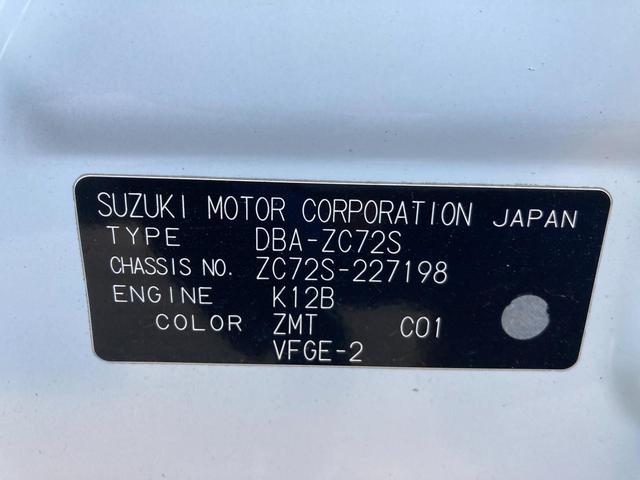 SUZUKI MOTOR CORPORATION JAPAN
TYPE DBA-ZC72S
CHASSIS NO. ZC72S-227198
ENGINE K12B
COLOR ZMT C01
VFGE-2